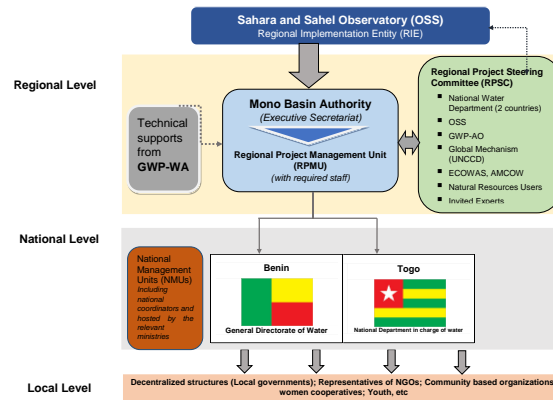 Sahara and Sahel Observatory (OSS)
Regional Implementation Entity (RIE)
Regional Level
Technical
supports
from
GWP-WA
Mono Basin Authority
(Executive Secretariat)
Regional Project Management Unit
(RPMU)
(with required staff)
Regional Project Steering
Committee (RPSC)
National Water
Department (2 countries)
OSS
GWP-AO
Global Mechanism
(UNCCD)
ECOWAS, AMCOW
Natural Resources Users
Invited Experts
National Level
National
Management
Units (NMUs)
Including
national
coordinators and
hosted by the
relevant
ministries
Benin
General Directorate of Water
Togo
National Department in charge of water
Local Level
Decentralized structures (Local governments); Representatives of NGOs; Community based organizations
women cooperatives; Youth, etc